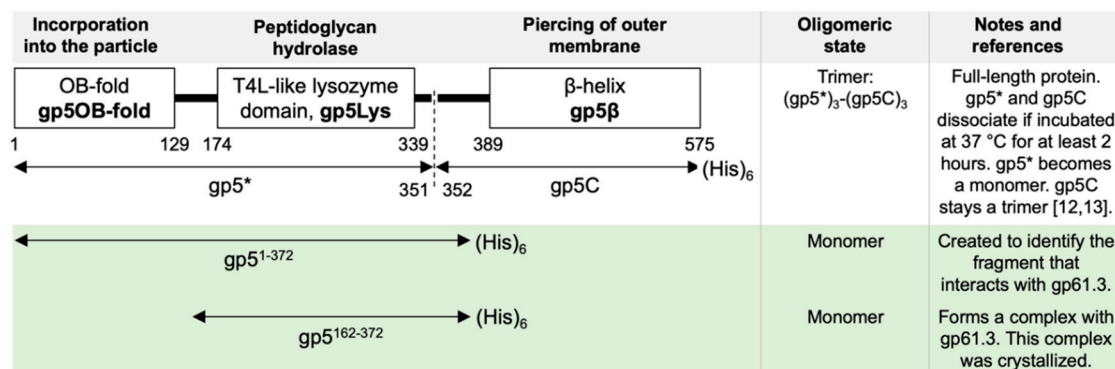 Incorporation into the particle
Peptidoglycan hydrolase
Piercing of outer membrane
Oligomeric state
Notes and references
OB-fold
gp5OB-fold
T4L-like lysozyme
domain, gp5Lys
β-helix
gp5β
1
129
174
339
389
575
gp5*
351
352
gp5C
(His)₆
Trimer:
(gp5*)₃-(gp5C)₃
Full-length protein.
gp5* and gp5C
dissociate if incubated
at 37 °C for at least 2
hours. gp5* becomes
a monomer. gp5C
stays a trimer [12,13].
gp5¹⁻³⁷²
(His)₆
Monomer
Created to identify the
fragment that
interacts with gp61.3.
gp5¹⁶²⁻³⁷²
(His)₆
Monomer
Forms a complex with
gp61.3. This complex
was crystallized.